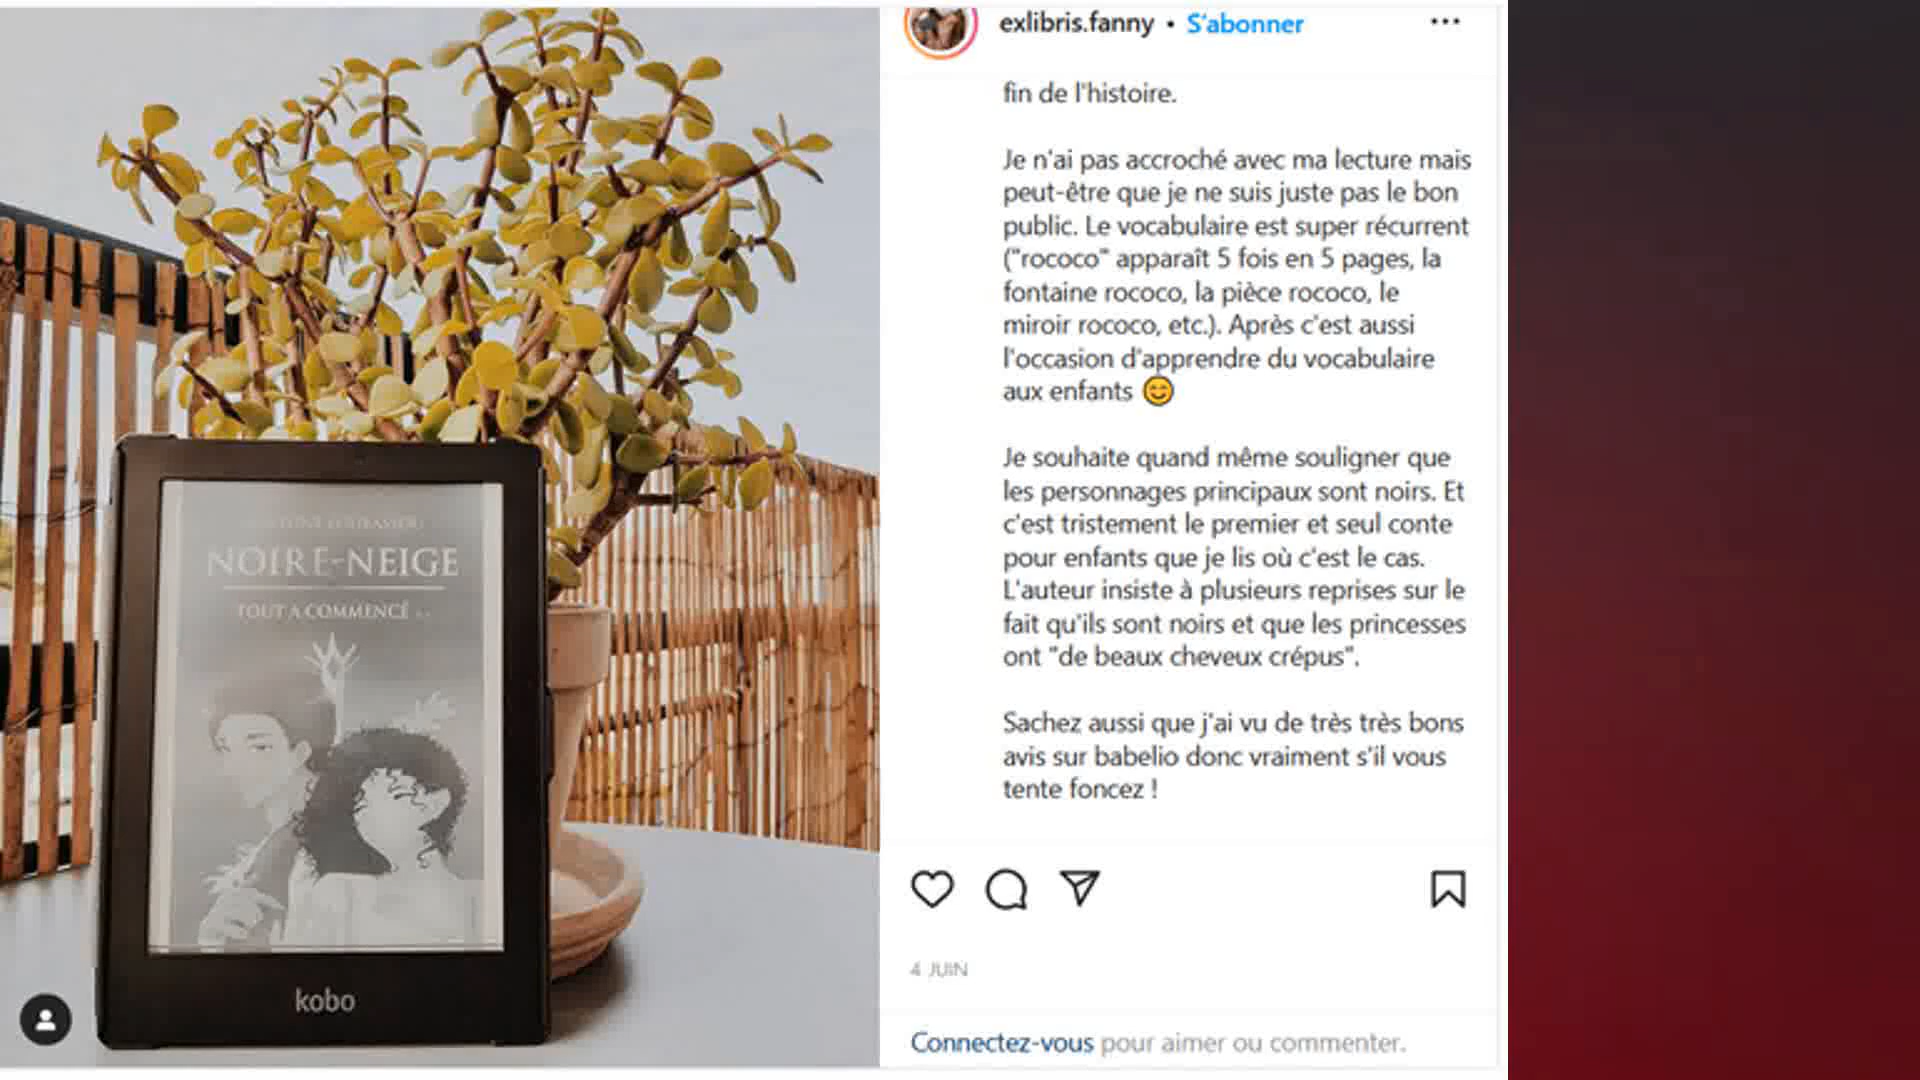 exlibris.fanny • S'abonner
fin de l'histoire.
Je n'ai pas accroché avec ma lecture mais
peut-être que je ne suis juste pas le bon
public. Le vocabulaire est super récurrent
("rococo" apparaît 5 fois en 5 pages, la
fontaine rococo, la pièce rococo, le
miroir rococo, etc.). Après c'est aussi
l'occasion d'apprendre du vocabulaire
aux enfants 😊
Je souhaite quand même souligner que
les personnages principaux sont noirs. Et
c'est tristement le premier et seul conte
pour enfants que je lis où c'est le cas.
L'auteur insiste à plusieurs reprises sur le
fait qu'ils sont noirs et que les princesses
ont "de beaux cheveux crépus".
Sachez aussi que j'ai vu de très très bons
avis sur babelio donc vraiment s'il vous
tente foncez !
4 JUIN
Connectez-vous pour aimer ou commenter.
NOIRE-NEIGE
TOUT A COMMENCÉ ...
kobo